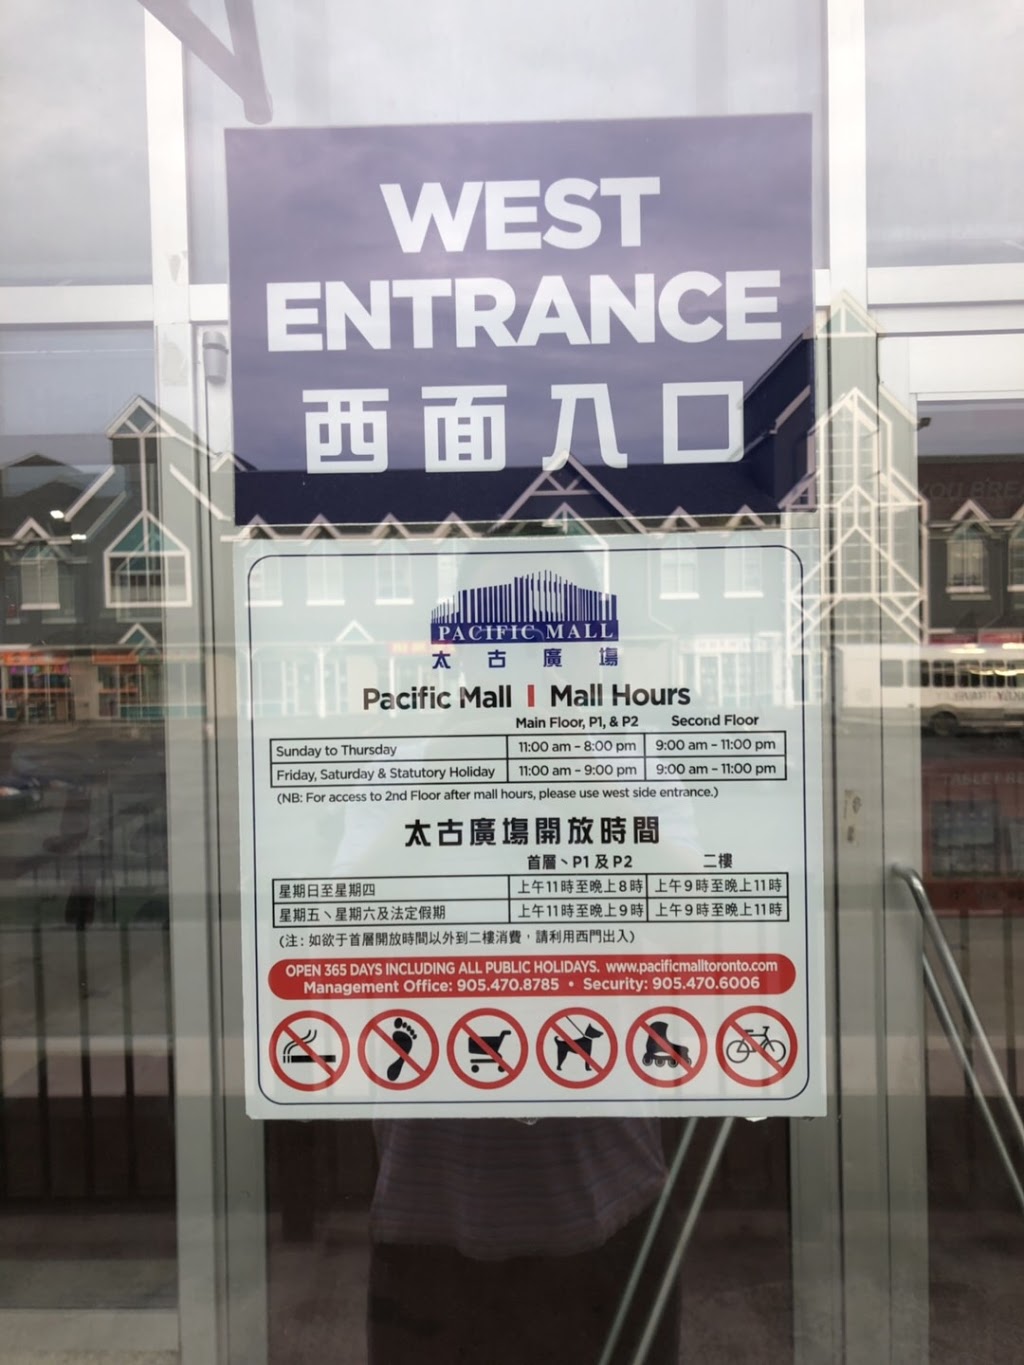 WEST
ENTRANCE
西面入口
PACIFIC MALL
太古廣場
Pacific Mall | Mall Hours
Main Floor, P1, & P2 Second Floor
Sunday to Thursday 11:00 am – 8:00 pm 9:00 am – 11:00 pm
Friday, Saturday & Statutory Holiday 11:00 am – 9:00 pm 9:00 am – 11:00 pm
(NB: For access to 2nd Floor after mall hours, please use west side entrance.)
太古廣塲開放時間
首層、P1 及 P2 二樓
星期日至星期四 上午11時至晚上8時 上午9時至晚上11時
星期五、星期六及法定假期 上午11時至晚上9時 上午9時至晚上11時
(注: 如欲于首層開放時間以外到二樓消費，請利用西門出入)
OPEN 365 DAYS INCLUDING ALL PUBLIC HOLIDAYS. www.pacificmalltoronto.com
Management Office: 905.470.8785 • Security: 905.470.6006